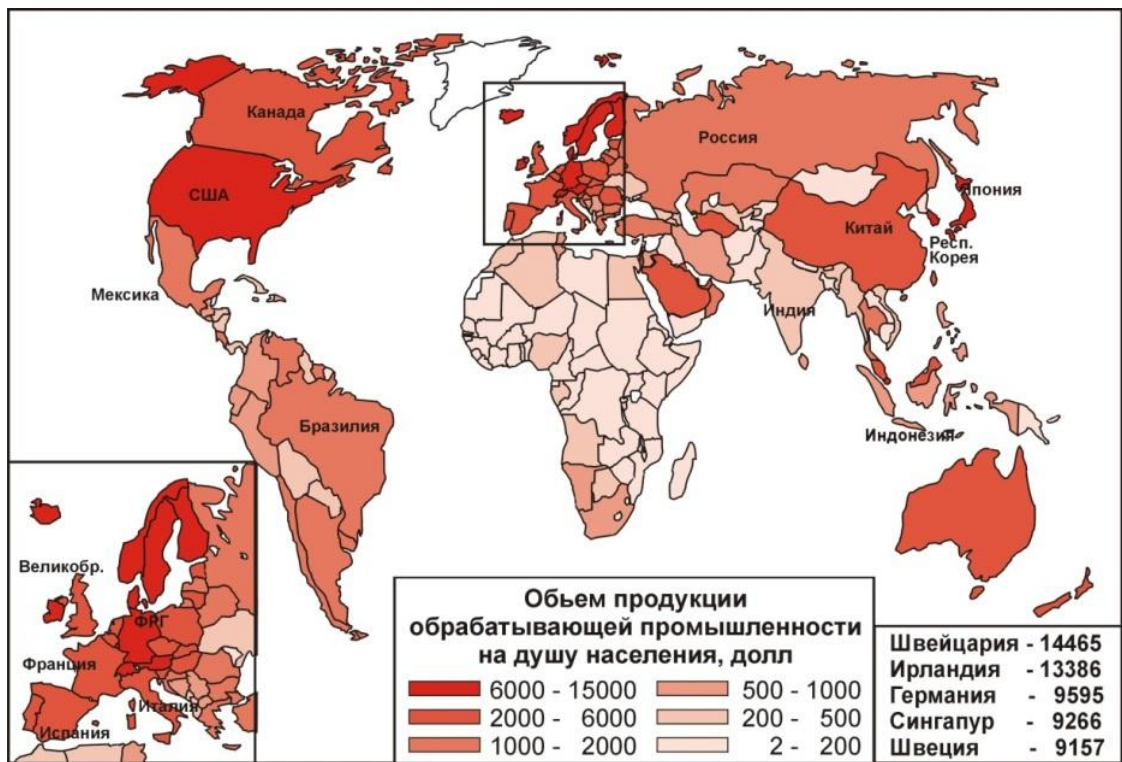 Канада
США
Мексика
Бразилия
Россия
Япония
Китай
Респ.
Корея
Индия
Индонезия
Великобр.
ФРГ
Франция
Италия
Испания
Обьем продукции
обрабатывающей промышленности
на душу населения, долл
6000 - 15000
500 - 1000
2000 - 6000
200 - 500
1000 - 2000
2 - 200
Швейцария - 14465
Ирландия - 13386
Германия - 9595
Сингапур - 9266
Швеция - 9157